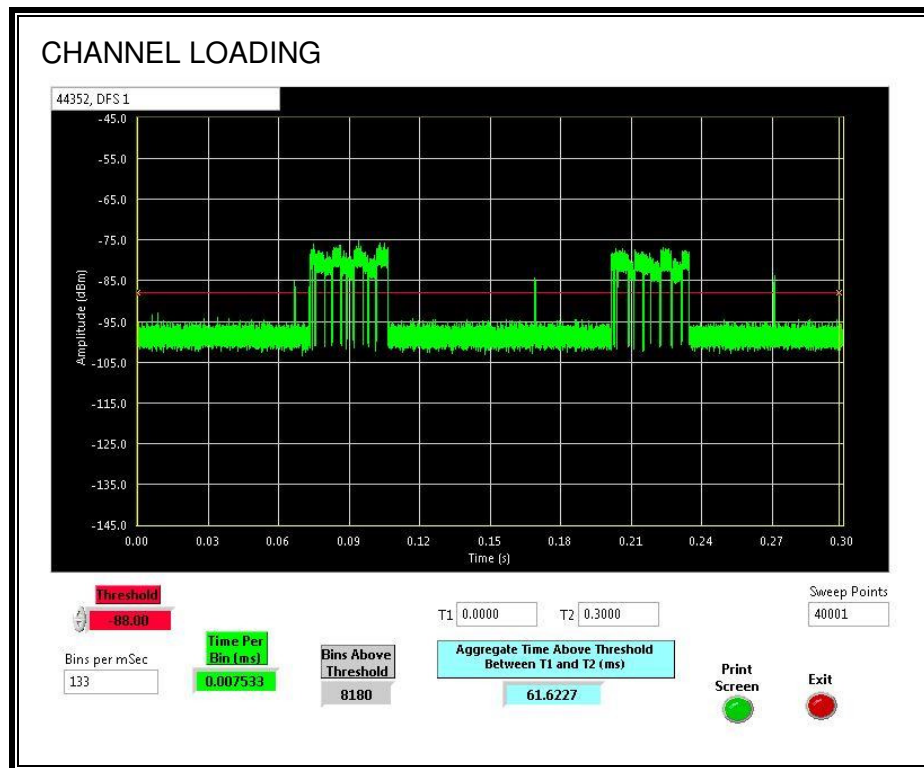 CHANNEL LOADING
44352, DFS 1
Amplitude (dBm)
-45.0
-55.0
-65.0
-75.0
-85.0
-95.0
-105.0
-115.0
-125.0
-135.0
-145.0
0.00 0.03 0.06 0.09 0.12 0.15 0.18 0.21 0.24 0.27 0.30
Time (s)
Threshold
-88.00
T1 0.0000 T2 0.3000
Sweep Points
40001
Bins per mSec
133
Time Per
Bin (ms)
0.007533
Bins Above
Threshold
8180
Aggregate Time Above Threshold
Between T1 and T2 (ms)
61.6227
Print
Screen
Exit